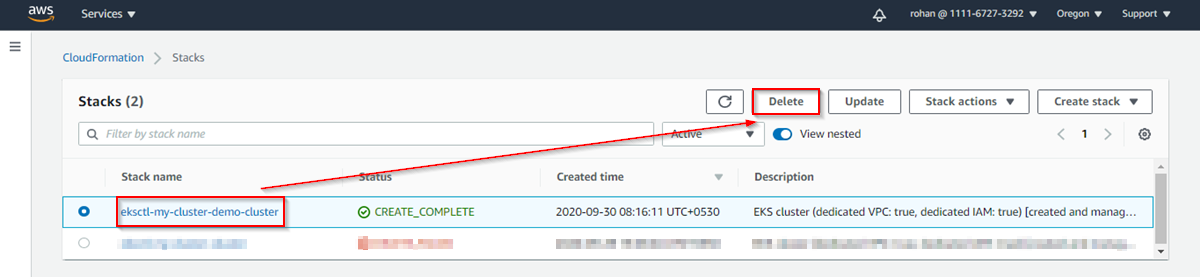 aws
Services
rohan @ 1111-6727-3292
Oregon
Support
CloudFormation
Stacks
Stacks (2)
Delete
Update
Stack actions
Create stack
Filter by stack name
Active
View nested
1
Stack name
Status
Created time
Description
eksctl-my-cluster-demo-cluster
CREATE_COMPLETE
2020-09-30 08:16:11 UTC+0530
EKS cluster (dedicated VPC: true, dedicated IAM: true) [created and manag...